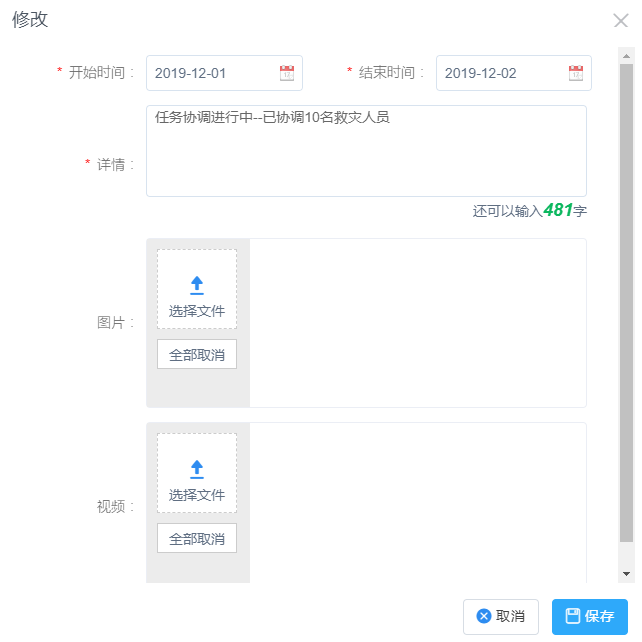 修改
* 开始时间： 2019-12-01 * 结束时间： 2019-12-02
* 详情： 任务协调进行中--已协调10名救灾人员
还可以输入481字
图片：
选择文件
全部取消
视频：
选择文件
全部取消
取消 保存